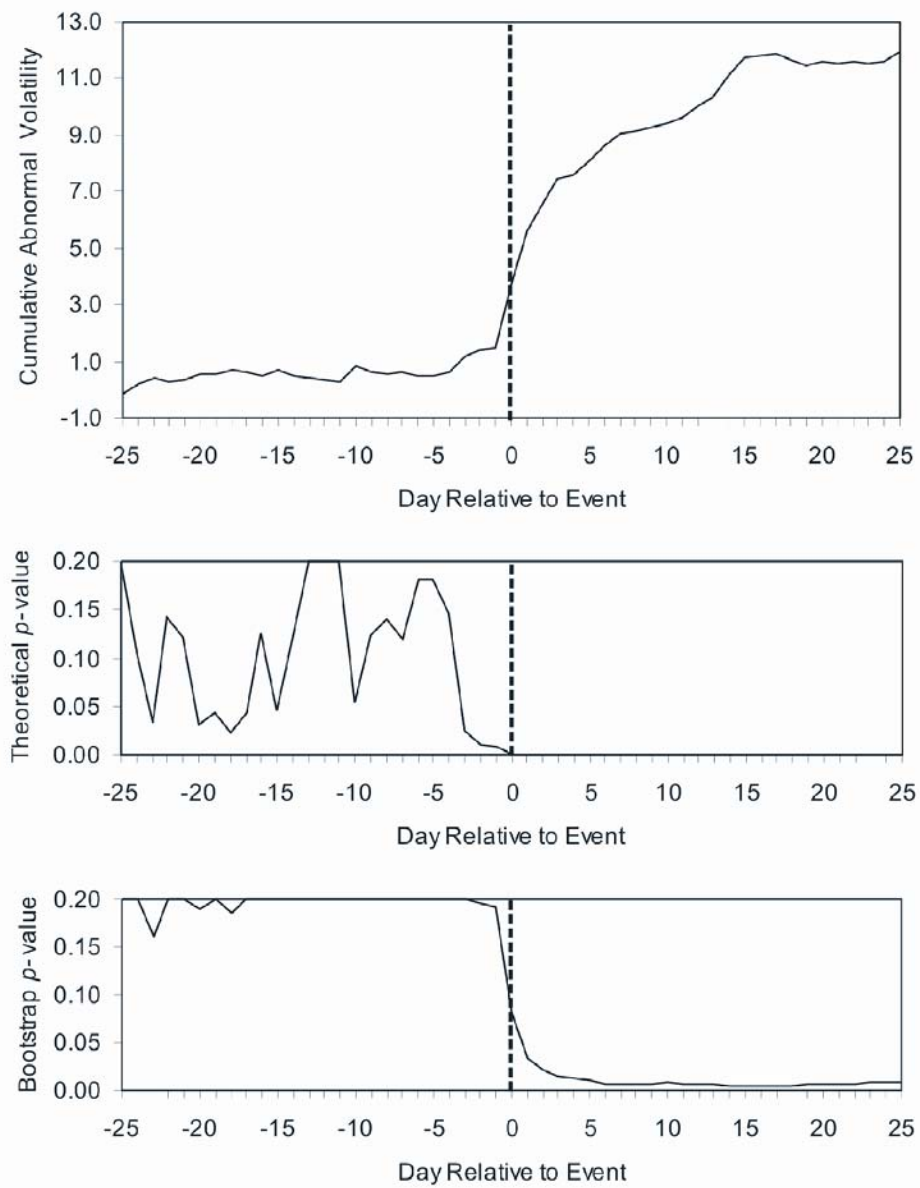 Cumulative Abnormal Volatility
13.0
11.0
9.0
7.0
5.0
3.0
1.0
-1.0
-25 -20 -15 -10 -5 0 5 10 15 20 25
Day Relative to Event
Theoretical p-value
0.20
0.15
0.10
0.05
0.00
-25 -20 -15 -10 -5 0 5 10 15 20 25
Day Relative to Event
Bootstrap p-value
0.20
0.15
0.10
0.05
0.00
-25 -20 -15 -10 -5 0 5 10 15 20 25
Day Relative to Event